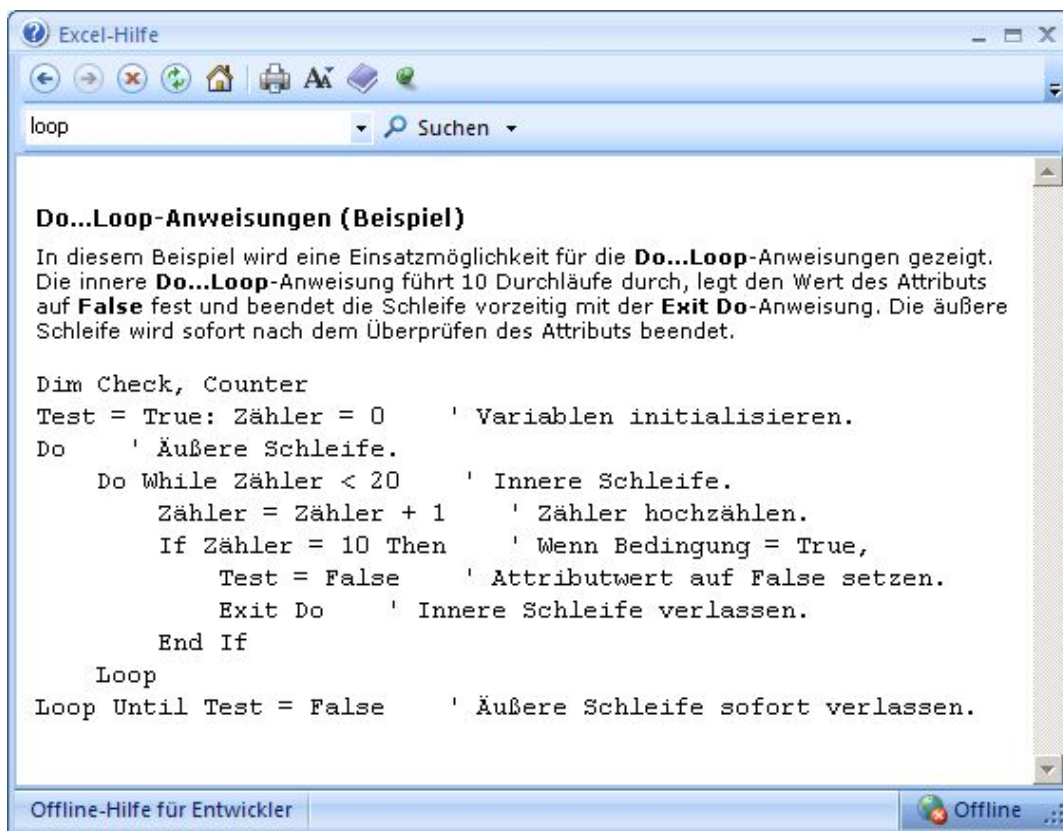 Excel-Hilfe
loop
Suchen
Do...Loop-Anweisungen (Beispiel)
In diesem Beispiel wird eine Einsatzmöglichkeit für die Do...Loop-Anweisungen gezeigt.
Die innere Do...Loop-Anweisung führt 10 Durchläufe durch, legt den Wert des Attributs
auf False fest und beendet die Schleife vorzeitig mit der Exit Do-Anweisung. Die äußere
Schleife wird sofort nach dem Überprüfen des Attributs beendet.
Dim Check, Counter
Test = True: Zähler = 0    ' Variablen initialisieren.
Do    ' Äußere Schleife.
    Do While Zähler < 20    ' Innere Schleife.
        Zähler = Zähler + 1    ' Zähler hochzählen.
        If Zähler = 10 Then    ' Wenn Bedingung = True,
            Test = False    ' Attributwert auf False setzen.
            Exit Do    ' Innere Schleife verlassen.
        End If
    Loop
Loop Until Test = False    ' Äußere Schleife sofort verlassen.
Offline-Hilfe für Entwickler
Offline